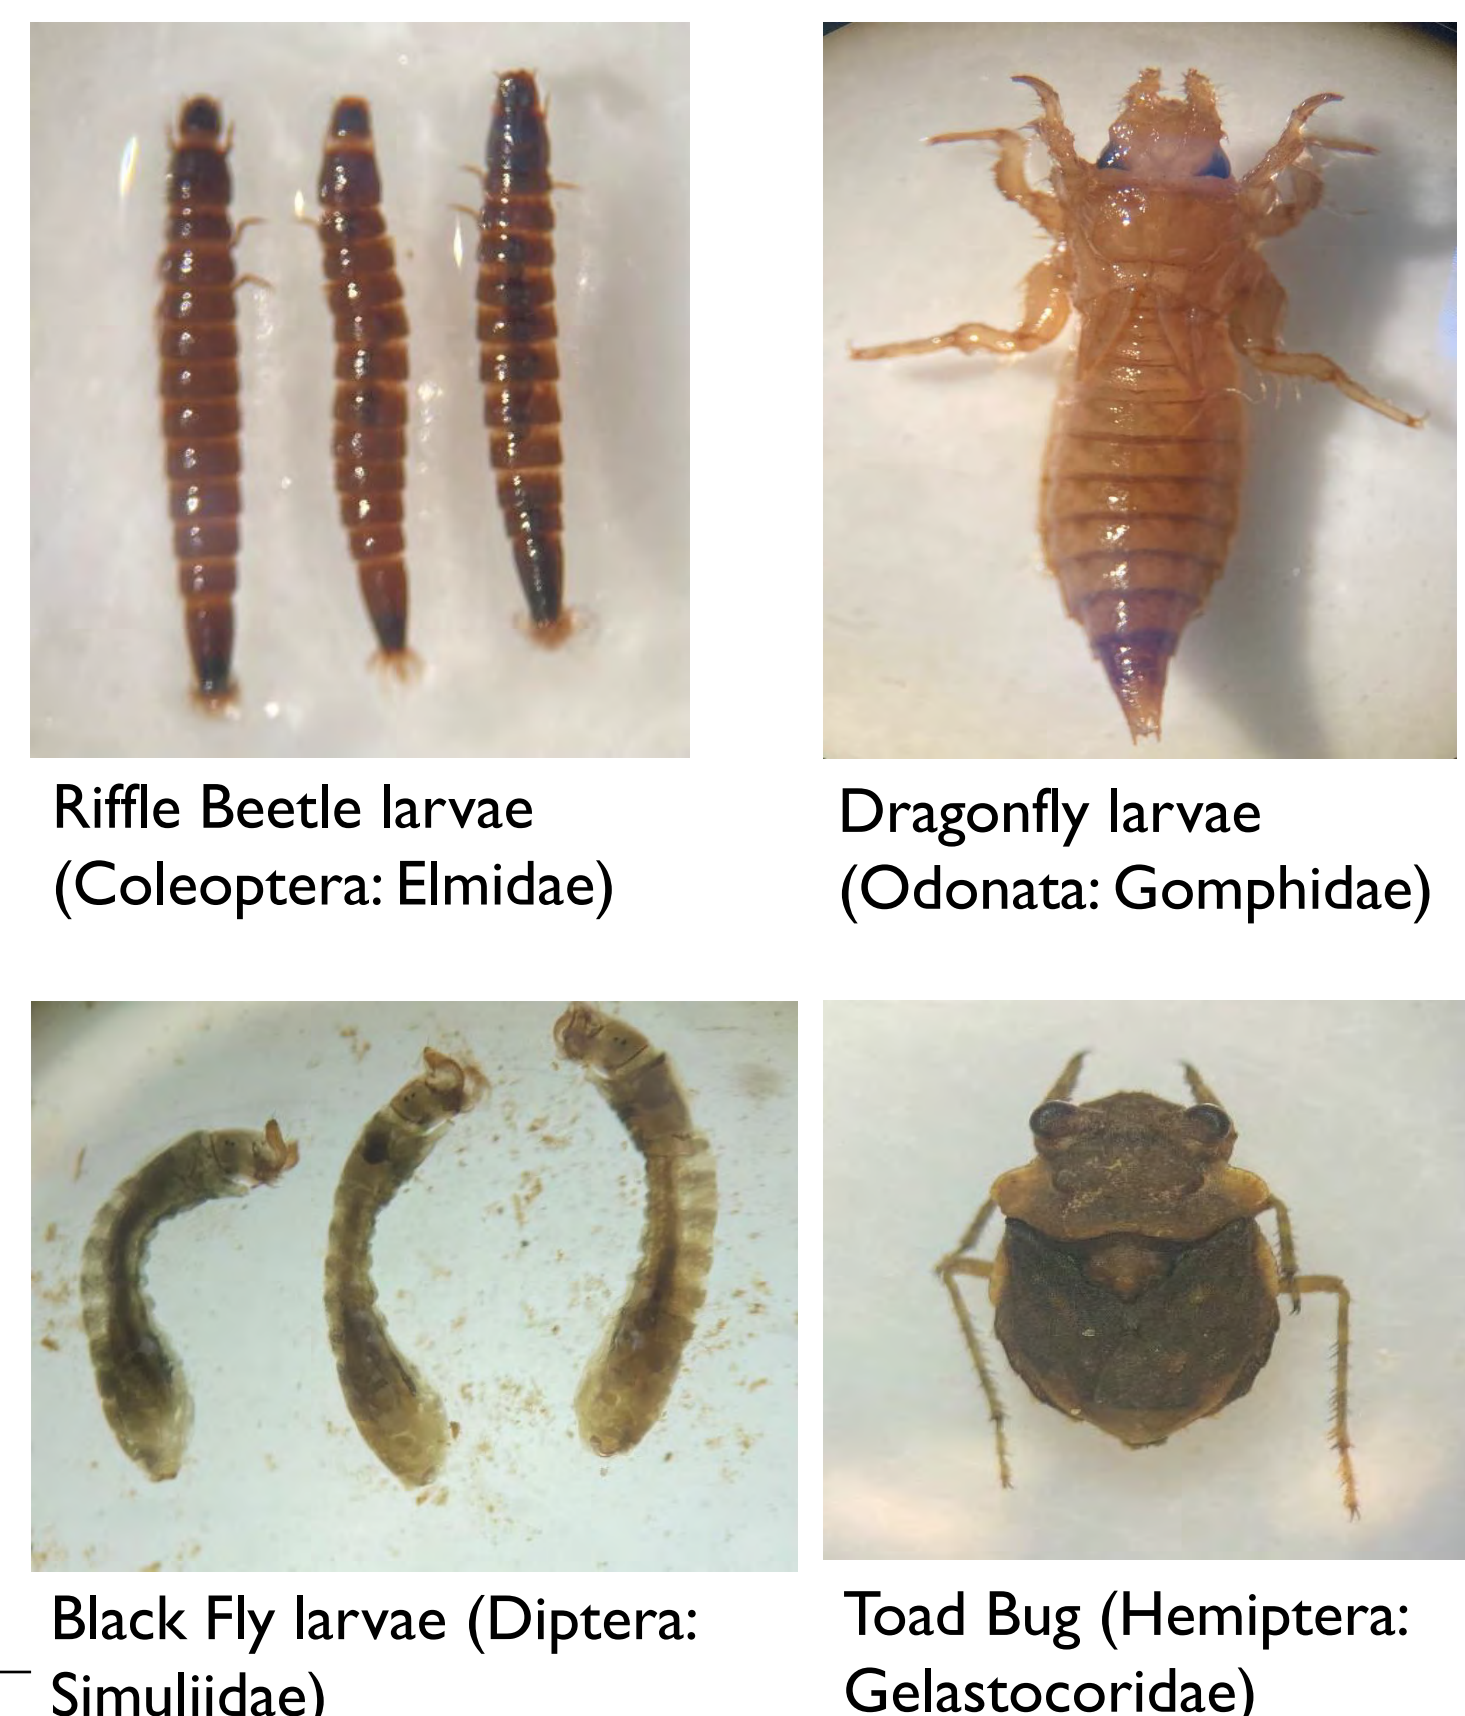 Riffle Beetle larvae
(Coleoptera: Elmidae)
Dragonfly larvae
(Odonata: Gomphidae)
Black Fly larvae (Diptera:
Simuliidae)
Toad Bug (Hemiptera:
Gelastocoridae)